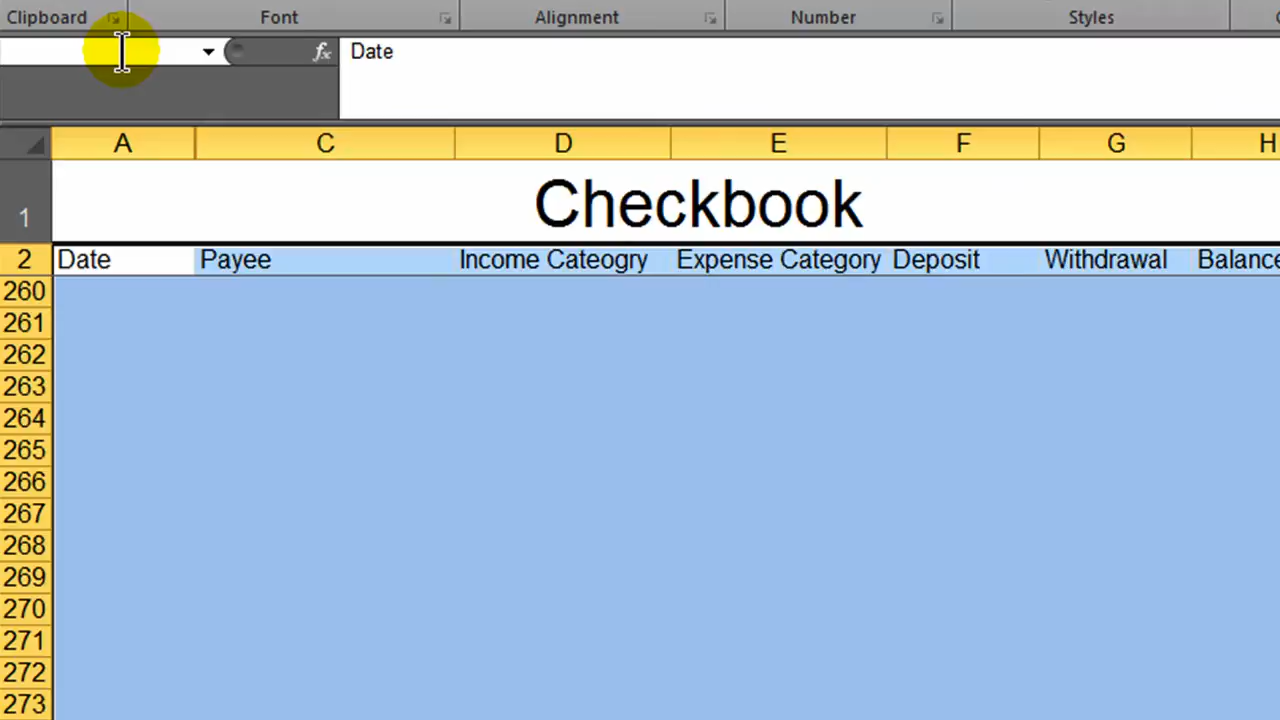 Clipboard Font Alignment Number Styles
fx Date
A C D E F G H
1 Checkbook
2 Date Payee Income Cateogry Expense Category Deposit Withdrawal Balance
260
261
262
263
264
265
266
267
268
269
270
271
272
273